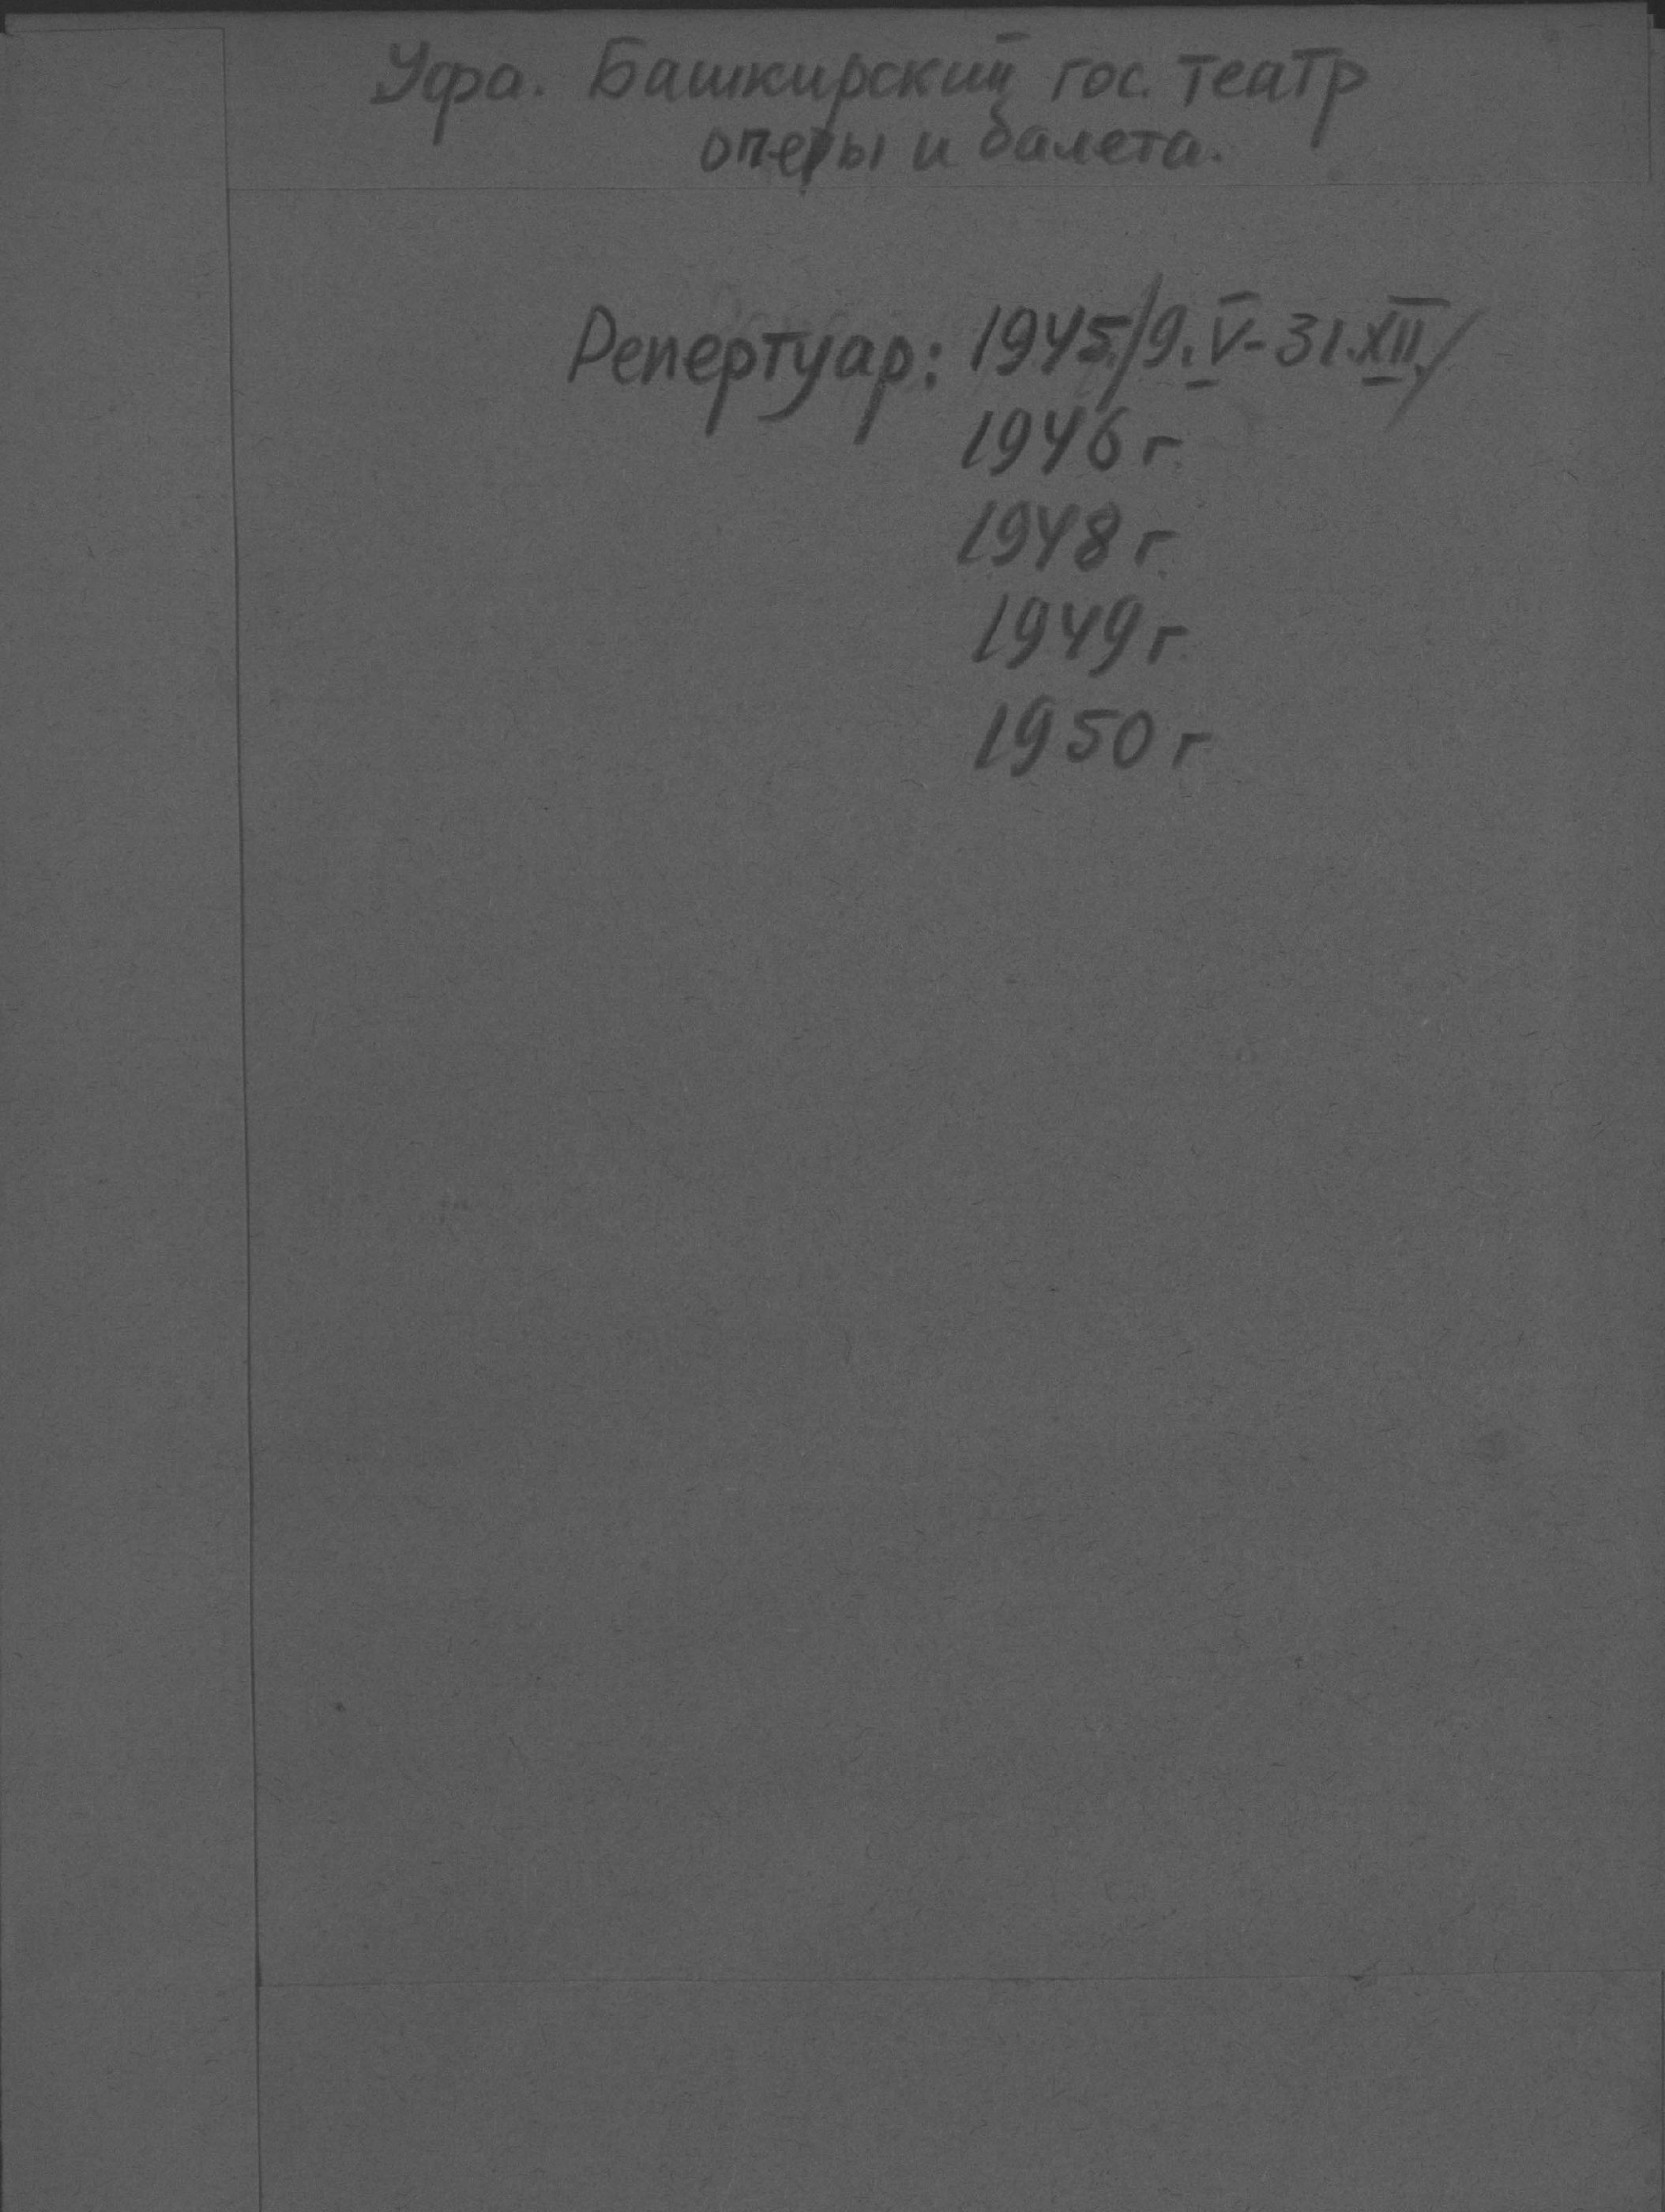 Уфа. Башкирский гос. театр
оперы и балета.
Репертуар: 1945./9.V-31.XII./
1946 г.
1948 г.
1949 г.
1950 г